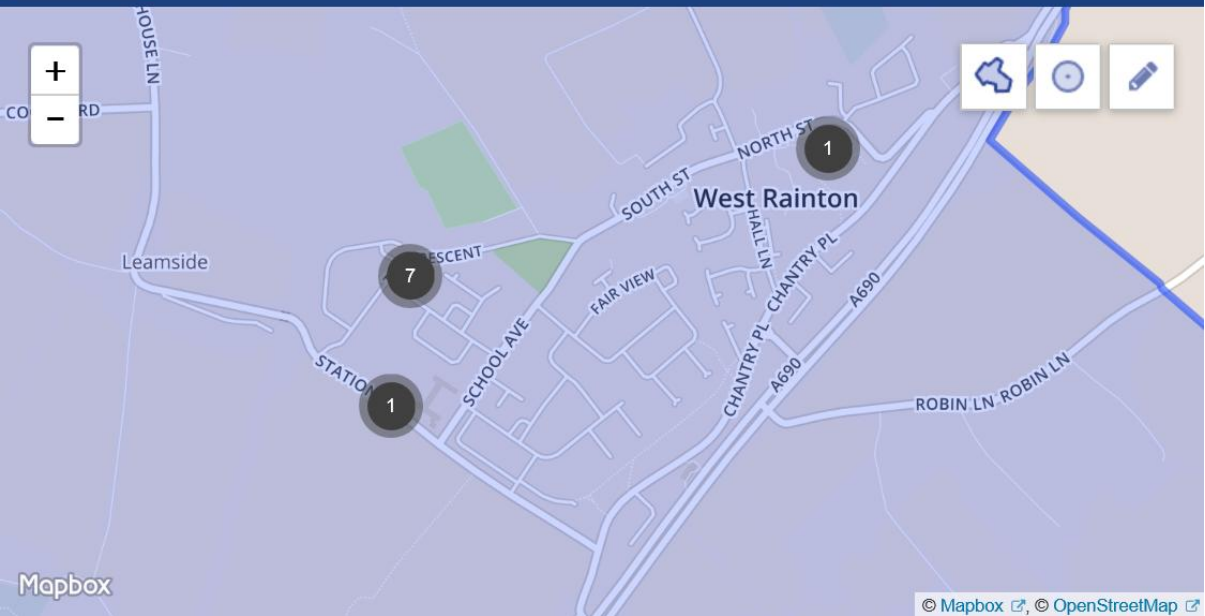 HOUSE LN
+
−
CO
RD
NORTH ST
1
SOUTH ST
West Rainton
HALL LN
Leamside
ESCENT
7
CHANTRY PL
CHANTRY PL
FAIR VIEW
A690
SCHOOL AVE
STATION
1
CHANTRY PL
A690
ROBIN LN
ROBIN LN
Mapbox
© Mapbox, © OpenStreetMap